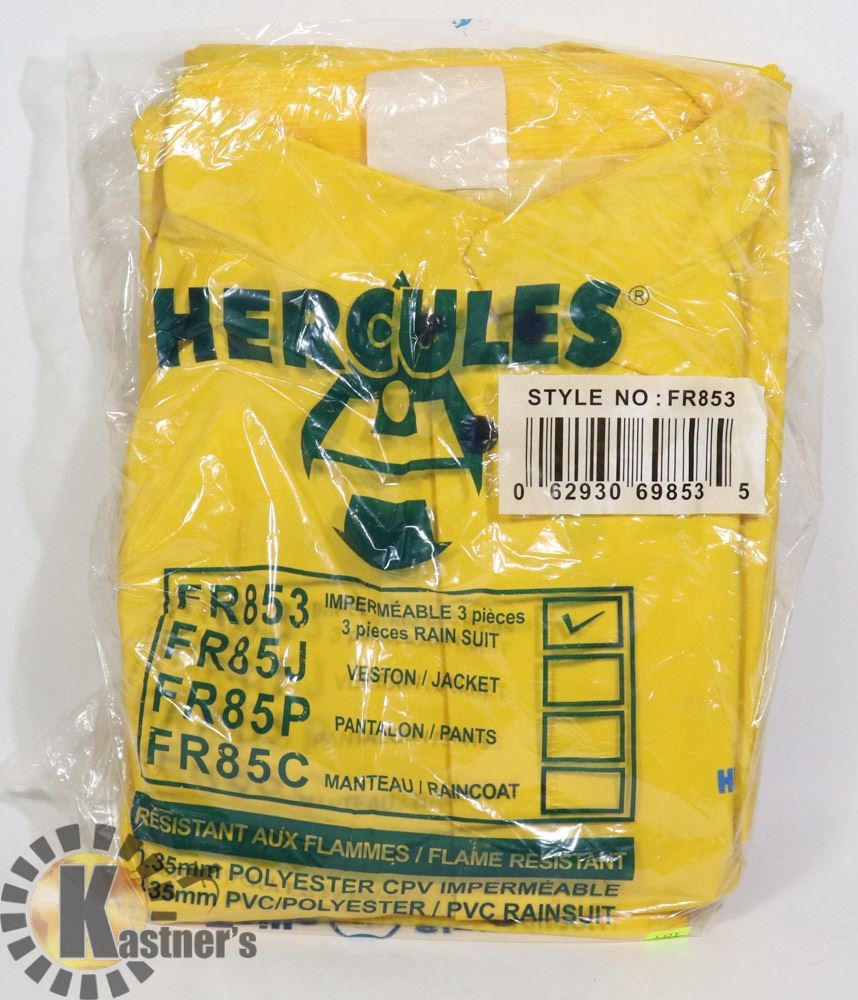 HERCULES®
STYLE NO : FR853
0 62930 69853 5
FR853 IMPERMÉABLE 3 pièces
3 pieces RAIN SUIT
FR85J VESTON / JACKET
FR85P PANTALON / PANTS
FR85C MANTEAU / RAINCOAT
H
RÉSISTANT AUX FLAMMES / FLAME RESISTANT
.35mm POLYESTER CPV IMPERMÉABLE
.35mm PVC/POLYESTER / PVC RAINSUIT
Kastner's